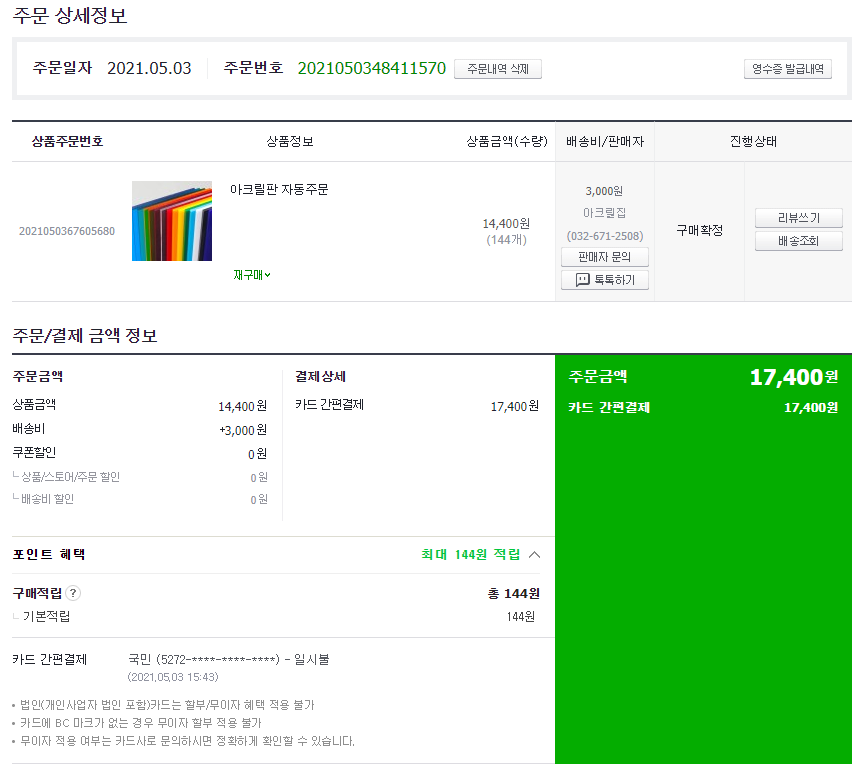 주문 상세정보
주문일자 2021.05.03 주문번호 2021050348411570 주문내역 삭제 영수증 발급내역
상품주문번호 상품정보 상품금액(수량) 배송비/판매자 진행상태
2021050367605680
아크릴판 자동주문
재구매
14,400원
(144개)
3,000원
아크릴집
(032-671-2508)
판매자 문의
톡톡하기
구매확정
리뷰쓰기
배송조회
주문/결제 금액 정보
주문금액
상품금액 14,400원
배송비 +3,000원
쿠폰할인 0원
└ 상품/스토어/주문 할인 0원
└ 배송비 할인 0원
결제상세
카드 간편결제 17,400원
주문금액 17,400원
카드 간편결제 17,400원
포인트 혜택 최대 144원 적립
구매적립 ? 총 144원
└ 기본적립 144원
카드 간편결제 국민 (5272-****-****-****) - 일시불
(2021.05.03 15:43)
• 법인(개인사업자 법인 포함)카드는 할부/무이자 혜택 적용 불가
• 카드에 BC 마크가 없는 경우 무이자 할부 적용 불가
• 무이자 적용 여부는 카드사로 문의하시면 정확하게 확인할 수 있습니다.